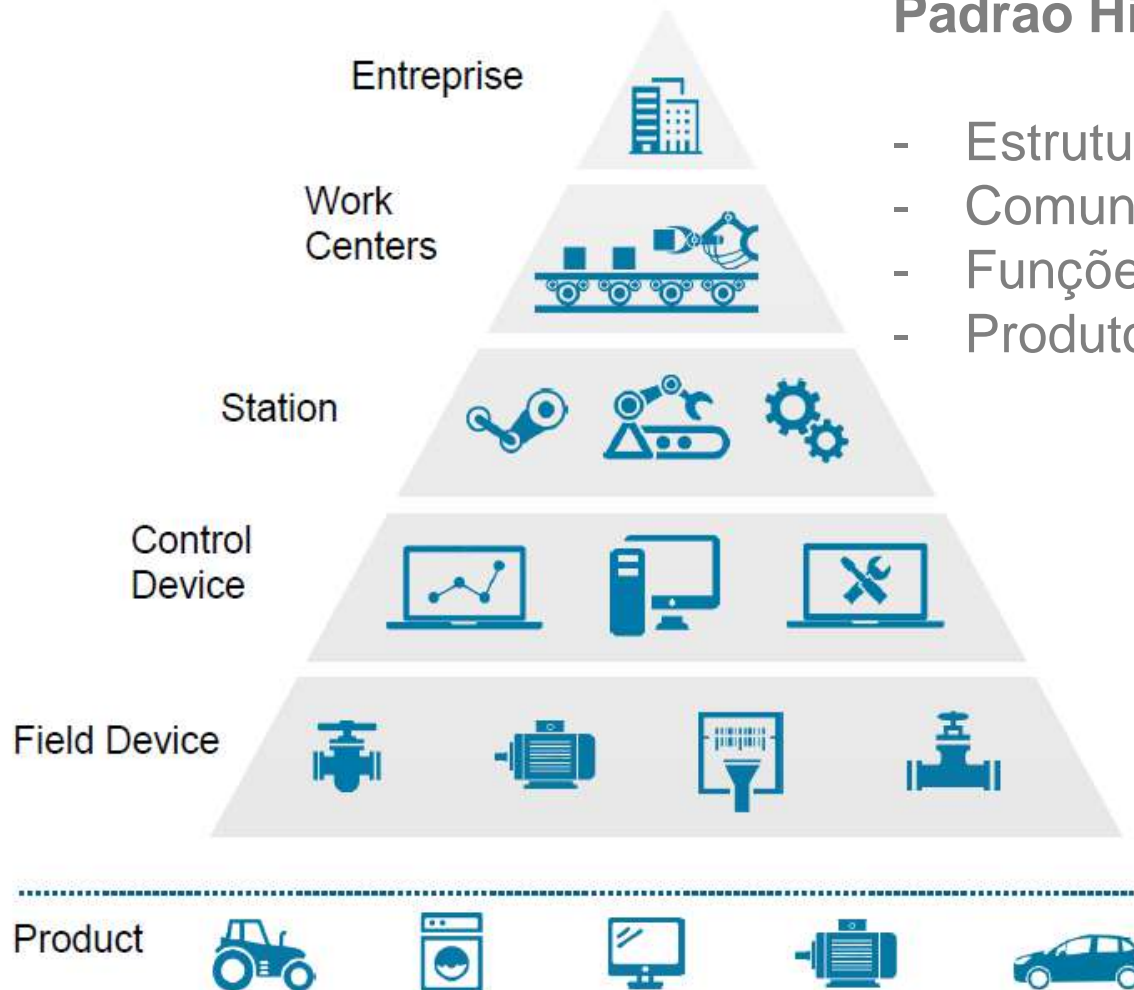 Padrao Hi
Entreprise
- Estrutu
- Comun
- Funçõe
- Produto
Work
Centers
Station
Control
Device
Field Device
Product